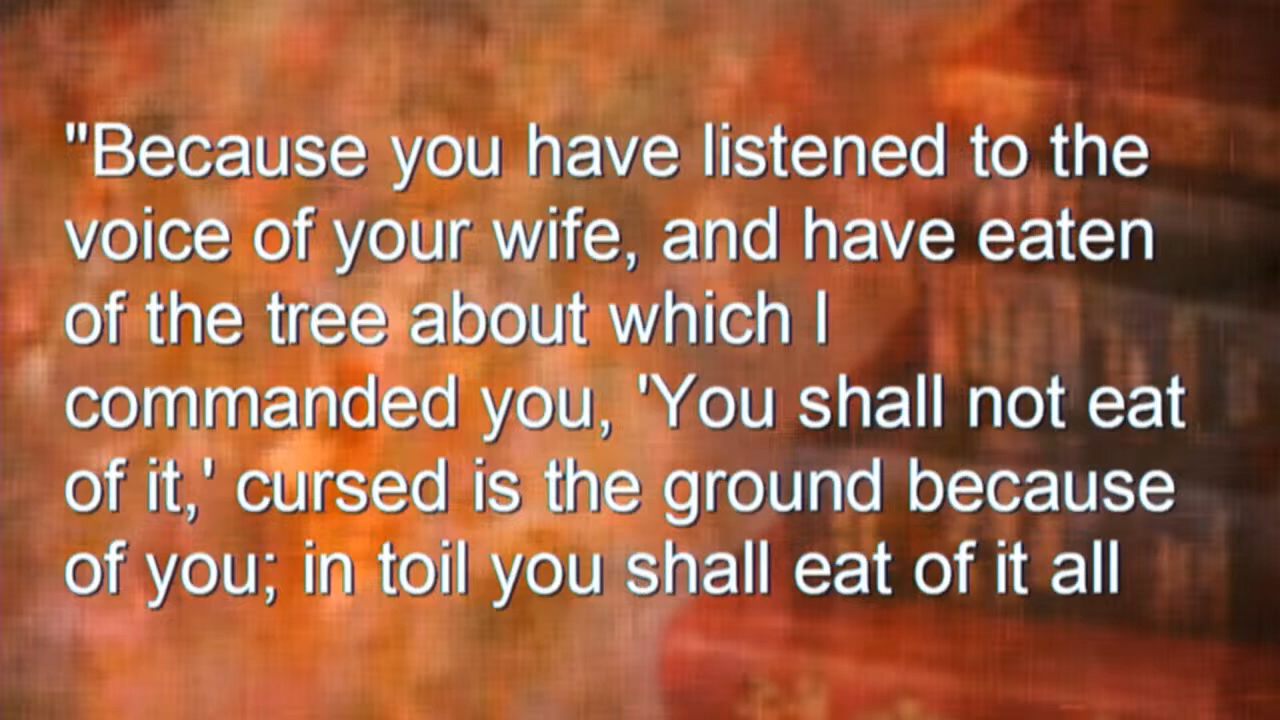 "Because you have listened to the
voice of your wife, and have eaten
of the tree about which I
commanded you, 'You shall not eat
of it,' cursed is the ground because
of you; in toil you shall eat of it all